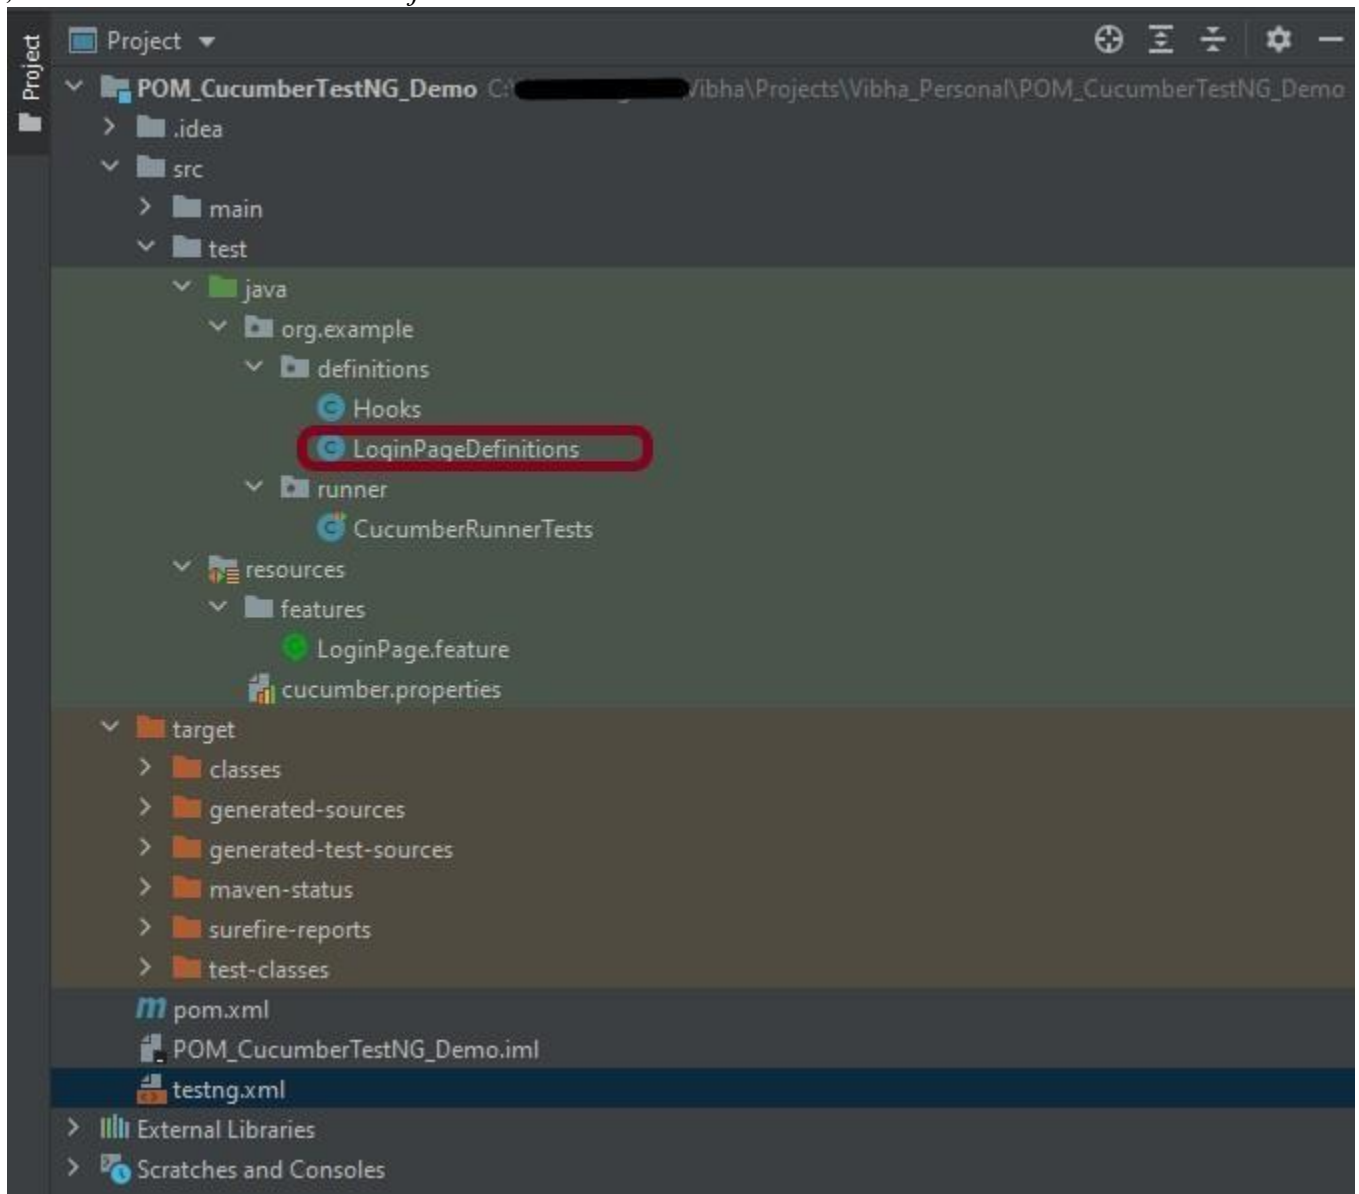 Project
Project
POM_CucumberTestNG_Demo C:\ Vibha\Projects\Vibha_Personal\POM_CucumberTestNG_Demo
.idea
src
main
test
java
org.example
definitions
Hooks
LoginPageDefinitions
runner
CucumberRunnerTests
resources
features
LoginPage.feature
cucumber.properties
target
classes
generated-sources
generated-test-sources
maven-status
surefire-reports
test-classes
pom.xml
POM_CucumberTestNG_Demo.iml
testng.xml
External Libraries
Scratches and Consoles